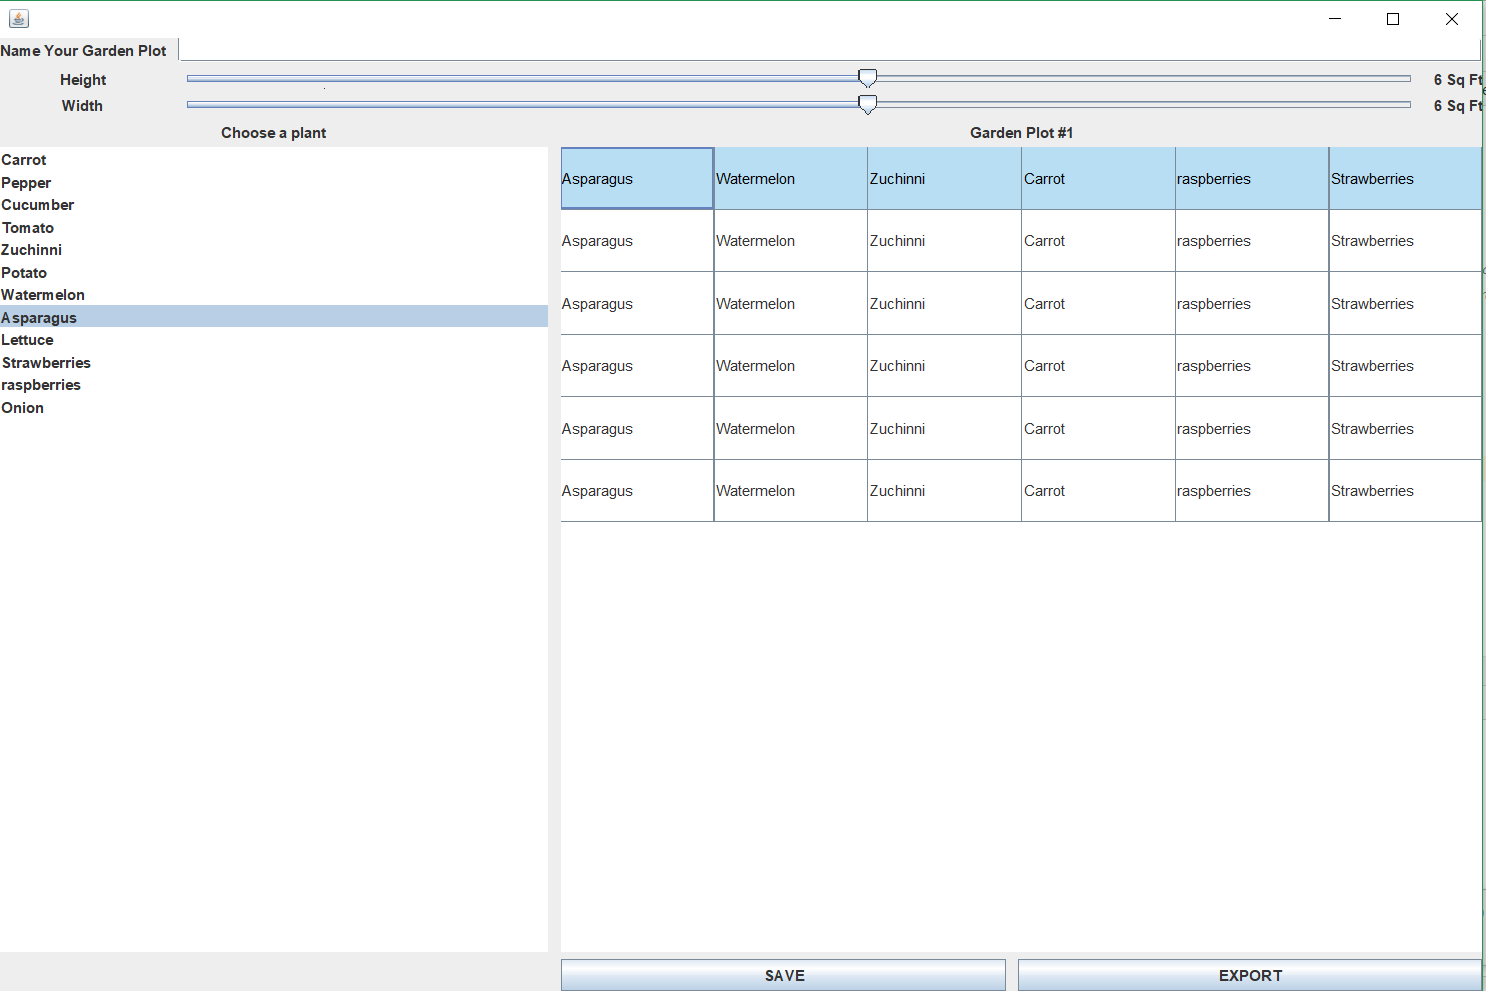 Name Your Garden Plot
Height 6 Sq Ft
Width 6 Sq Ft
Choose a plant
Garden Plot #1
Carrot
Pepper
Cucumber
Tomato
Zuchinni
Potato
Watermelon
Asparagus
Lettuce
Strawberries
raspberries
Onion
Asparagus Watermelon Zuchinni Carrot raspberries Strawberries
Asparagus Watermelon Zuchinni Carrot raspberries Strawberries
Asparagus Watermelon Zuchinni Carrot raspberries Strawberries
Asparagus Watermelon Zuchinni Carrot raspberries Strawberries
Asparagus Watermelon Zuchinni Carrot raspberries Strawberries
Asparagus Watermelon Zuchinni Carrot raspberries Strawberries
SAVE EXPORT